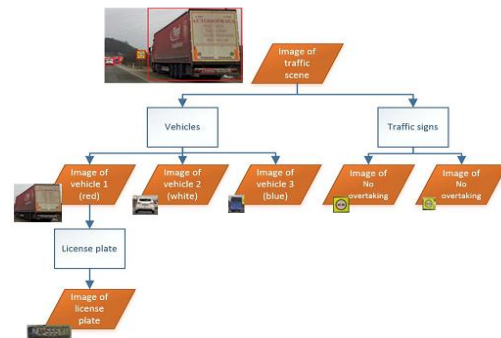 Image of
traffic
scene
Vehicles
Traffic signs
Image of
vehicle 1
(red)
Image of
vehicle 2
(white)
Image of
vehicle 3
(blue)
Image of
No
overtaking
Image of
No
overtaking
License plate
Image of
license
plate